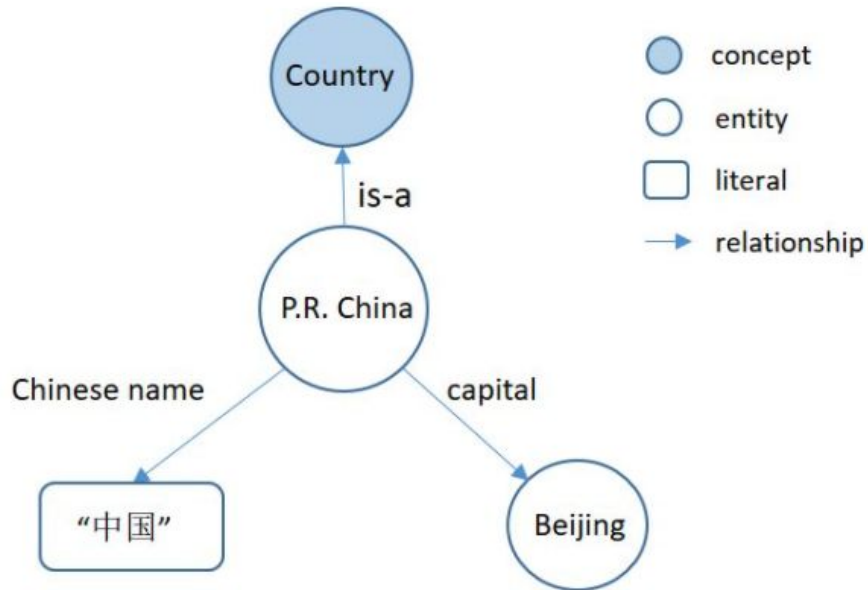 Country
concept
entity
literal
relationship
is-a
P.R. China
Chinese name
capital
“中国”
Beijing